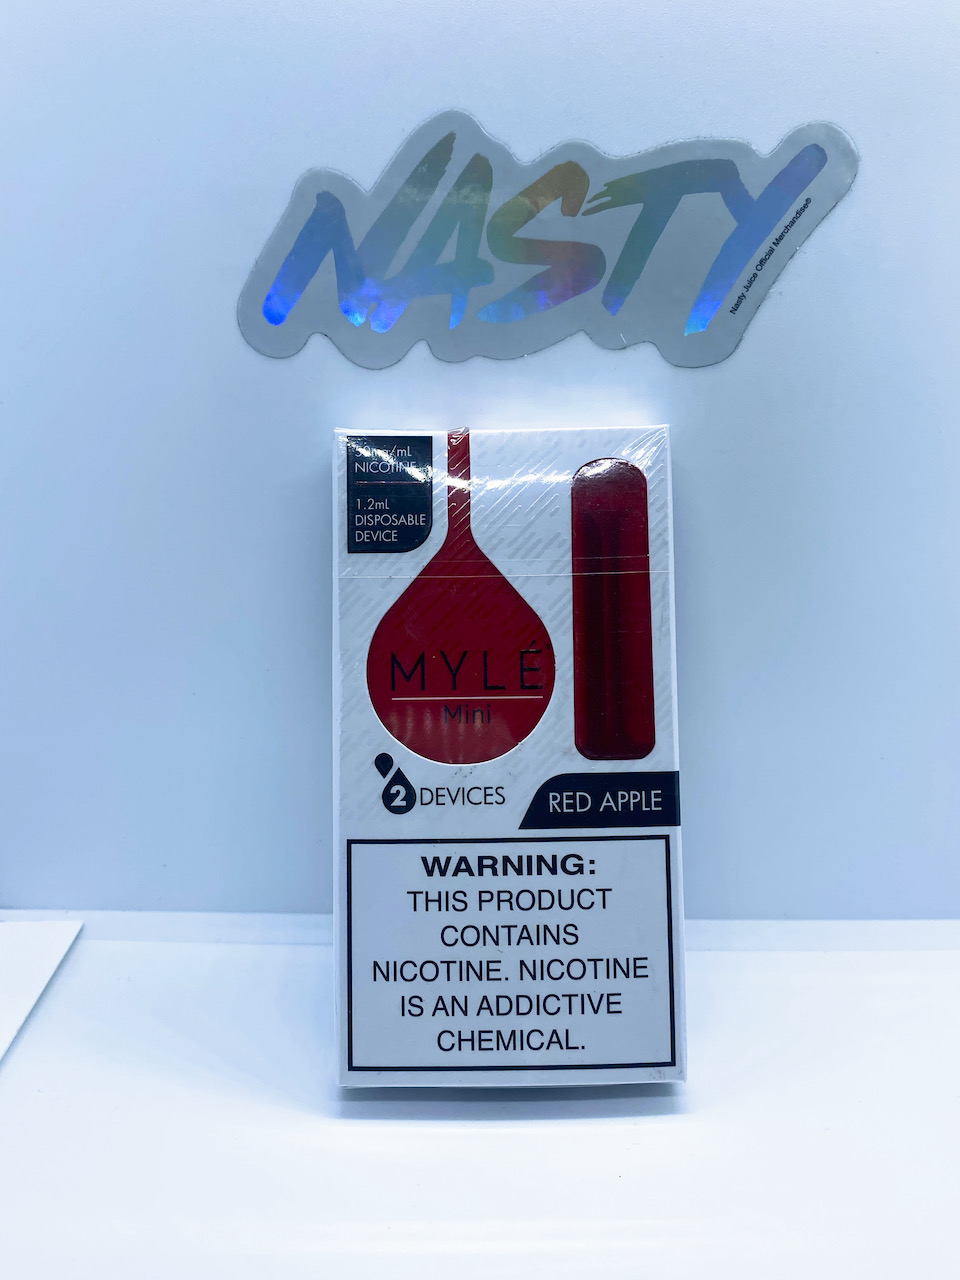 NASTY
Nasty Juice Official Merchandise®
50mg/mL
NICOTINE
1.2mL
DISPOSABLE
DEVICE
MYLÉ
Mini
2 DEVICES
RED APPLE
WARNING:
THIS PRODUCT
CONTAINS
NICOTINE. NICOTINE
IS AN ADDICTIVE
CHEMICAL.